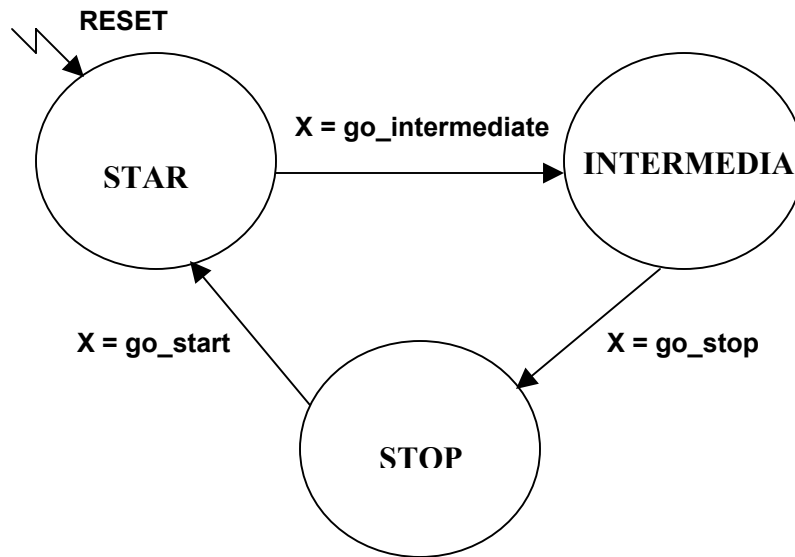 RESET
X = go_intermediate
STAR
INTERMEDIA
X = go_start
X = go_stop
STOP